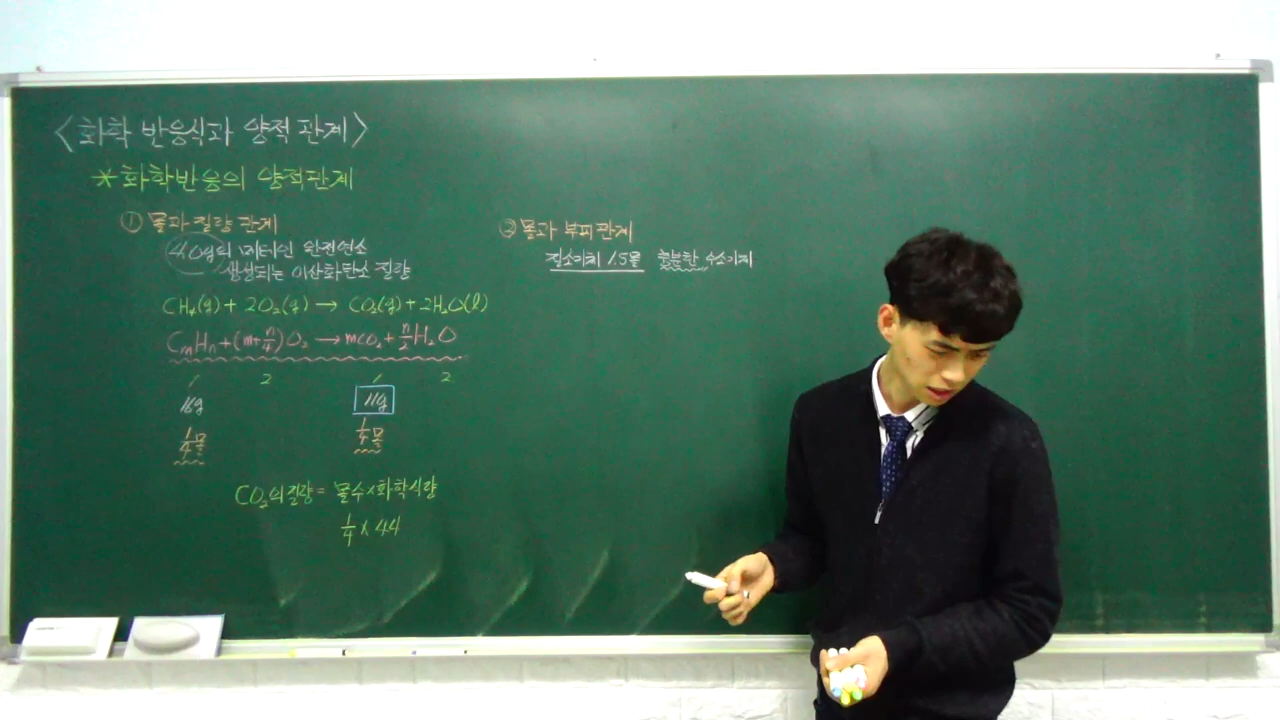 <화학 반응식과 양적 관계>
* 화학반응의 양적관계
① 몰과 질량 관계
4.0g의 메테인 완전연소
생성되는 이산화탄소 질량
CH₄(g) + 2O₂(g) → CO₂(g) + 2H₂O(l)
CmHn + (m+n/4)O₂ → mCO₂ + n/2H₂O
1 2 1 2
16g 11g
1/4몰 1/4몰
CO₂의 질량 = 몰수×화학식량
1/4 × 44
② 몰과 부피관계
질소기체 1.5몰 충분한 수소기체